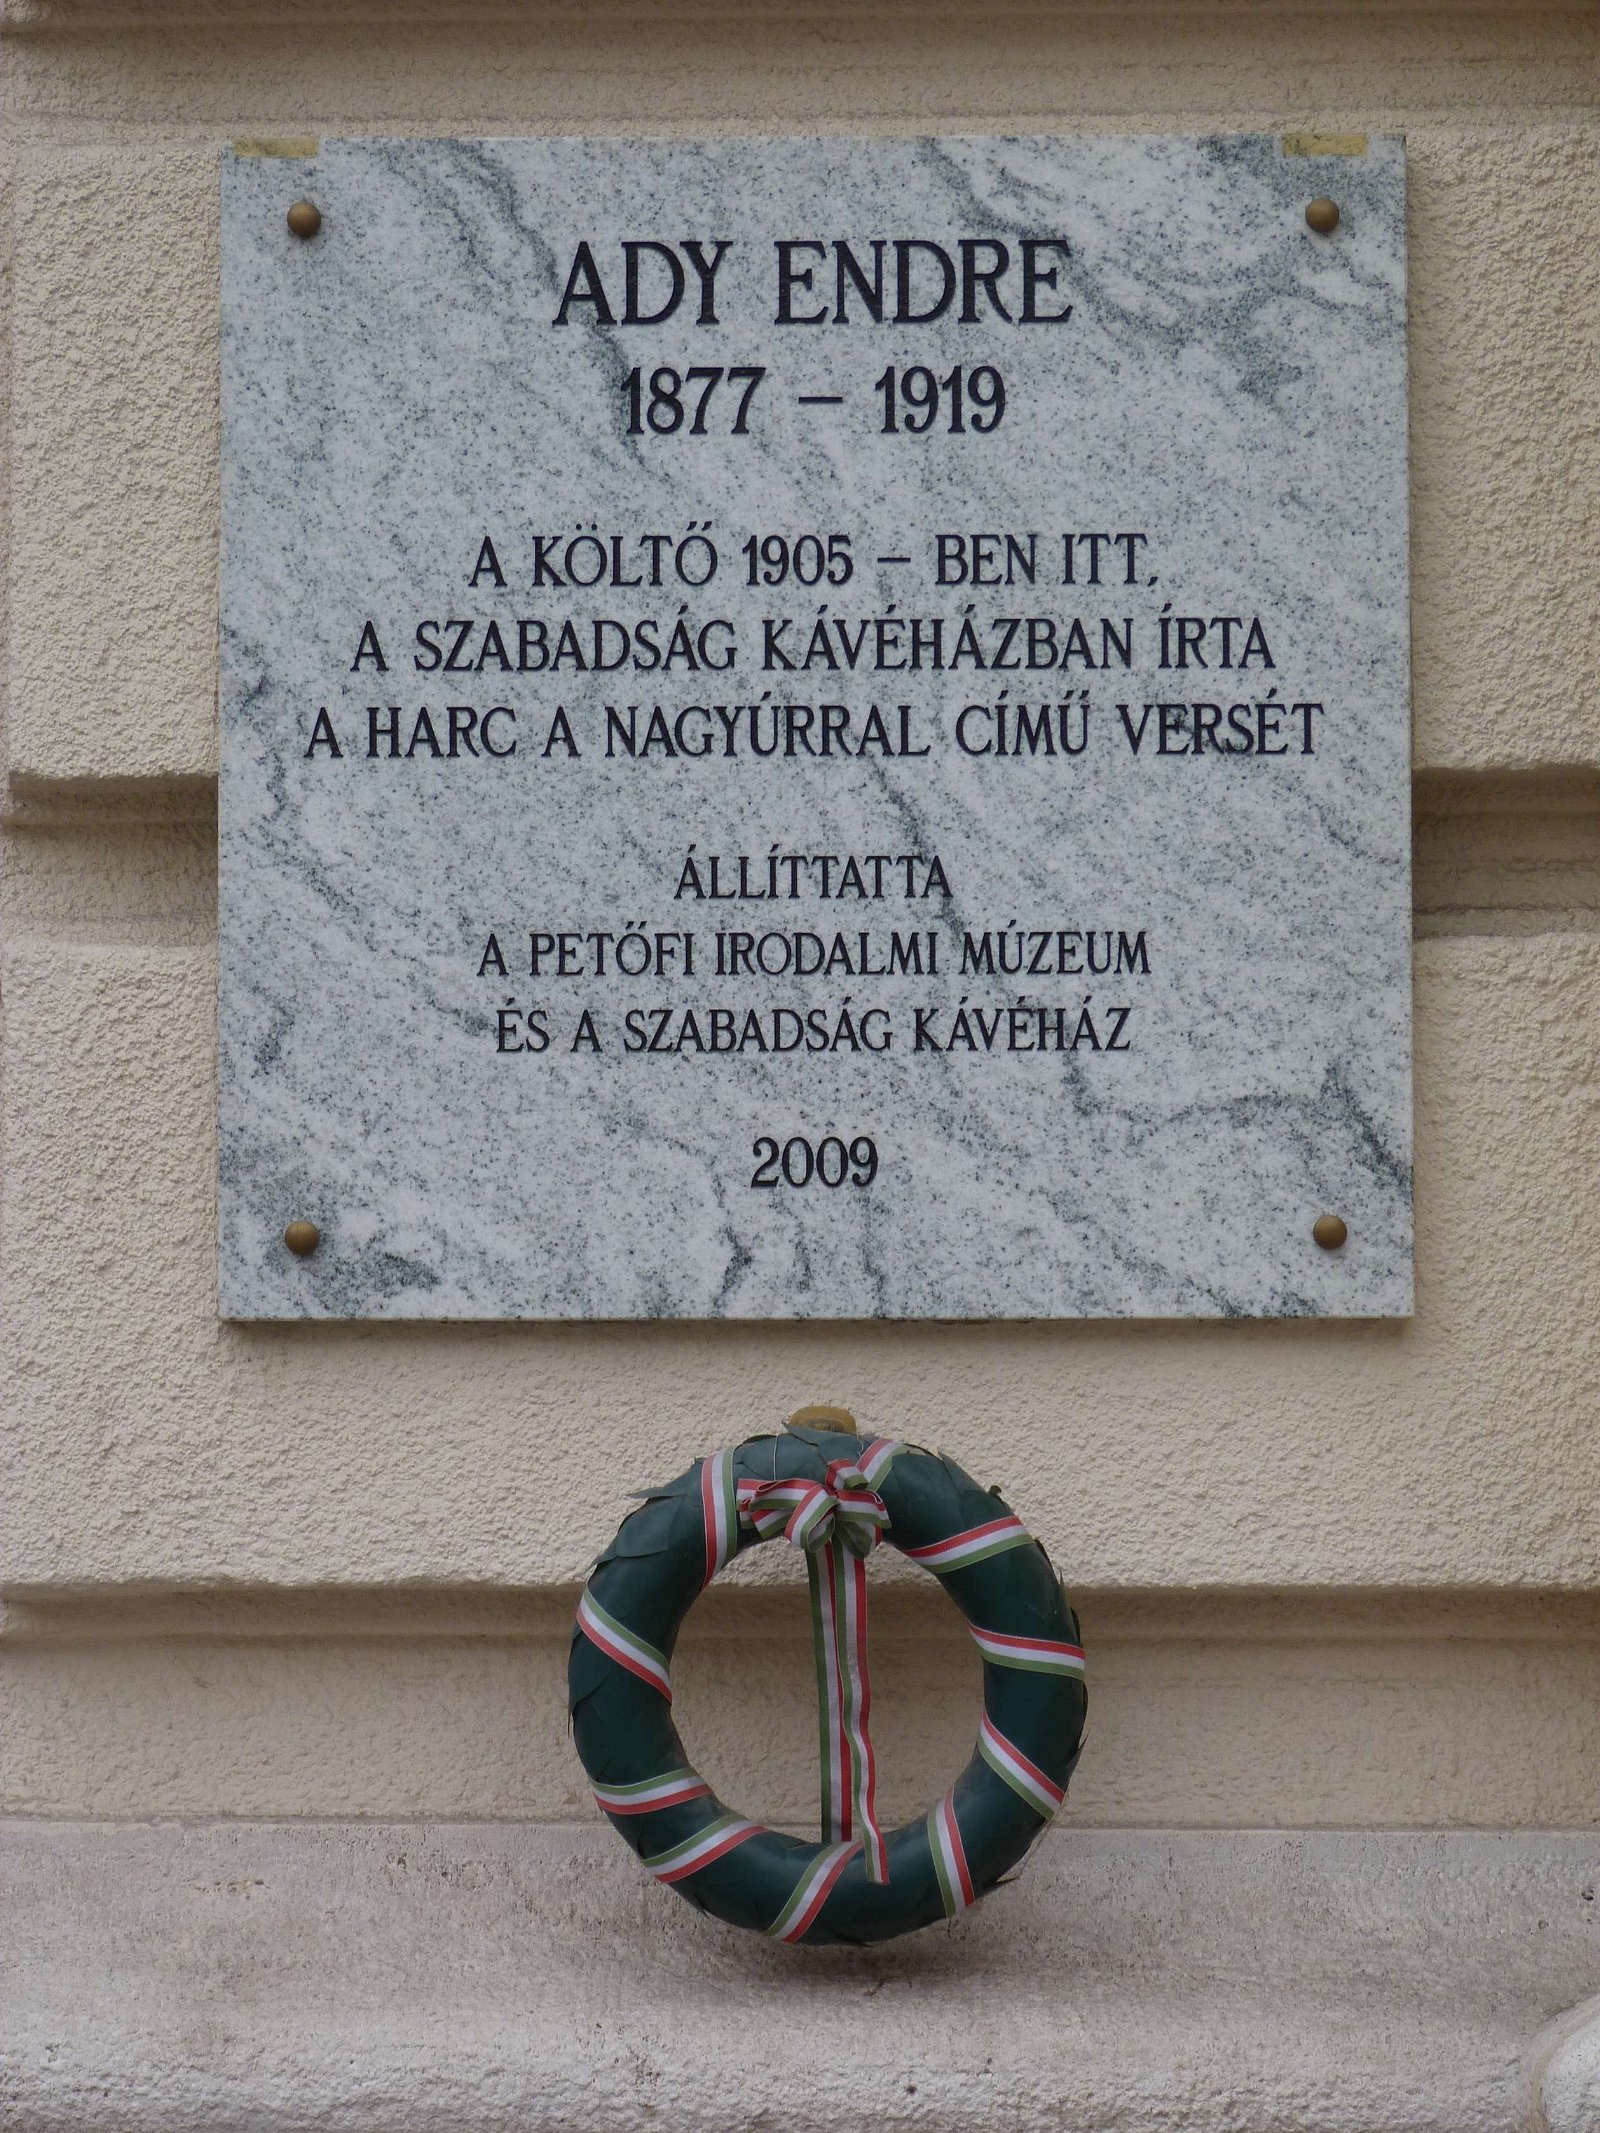 ADY ENDRE
1877 – 1919
A KÖLTŐ 1905 – BEN ITT,
A SZABADSÁG KÁVÉHÁZBAN ÍRTA
A HARC A NAGYÚRRAL CÍMŰ VERSÉT
ÁLLÍTTATTA
A PETŐFI IRODALMI MÚZEUM
ÉS A SZABADSÁG KÁVÉHÁZ
2009